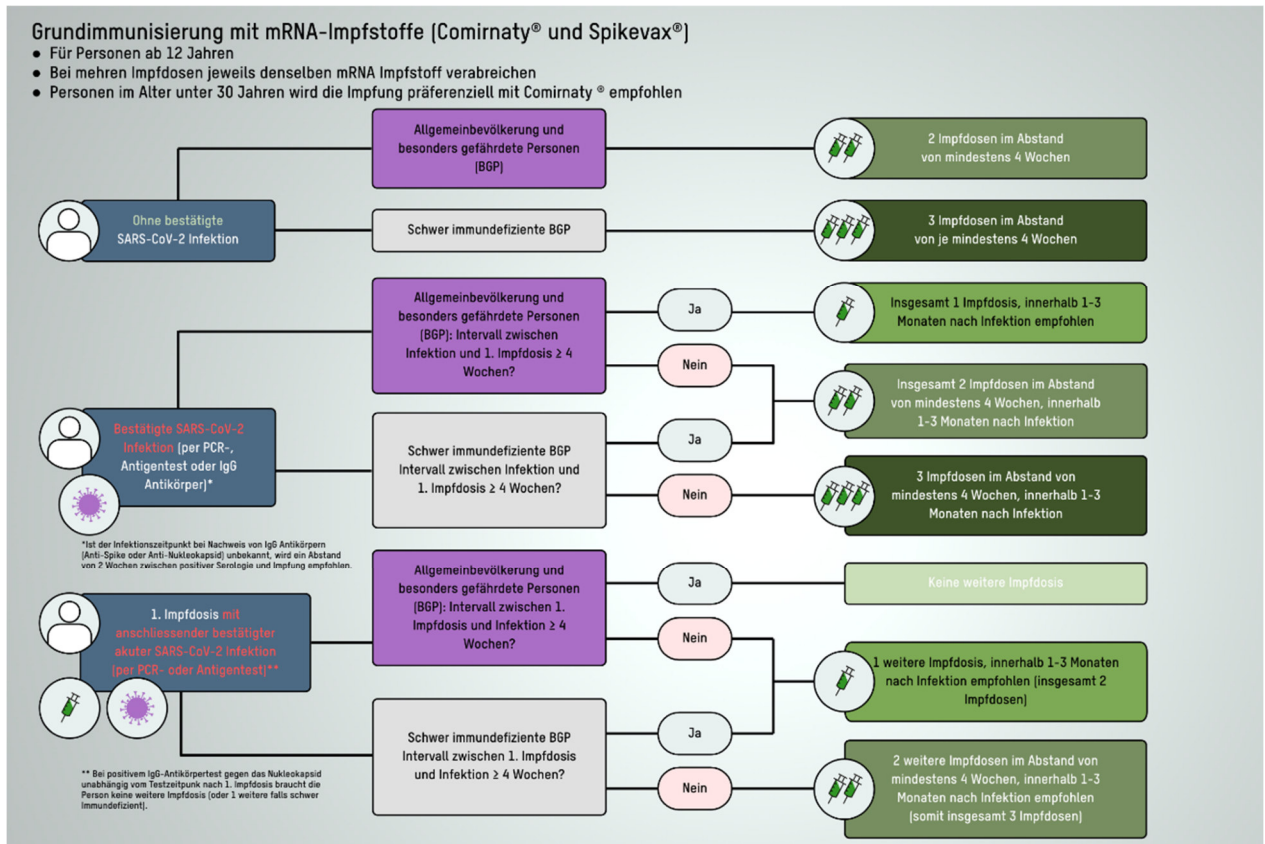 Grundimmunisierung mit mRNA-Impfstoffe (Comirnaty® und Spikevax®)
● Für Personen ab 12 Jahren
● Bei mehren Impfdosen jeweils denselben mRNA Impfstoff verabreichen
● Personen im Alter unter 30 Jahren wird die Impfung präferenziell mit Comirnaty ® empfohlen
Allgemeinbevölkerung und
besonders gefährdete Personen
(BGP)
2 Impfdosen im Abstand
von mindestens 4 Wochen
Ohne bestätigte
SARS-CoV-2 Infektion
Schwer immundefiziente BGP
3 Impfdosen im Abstand
von je mindestens 4 Wochen
Allgemeinbevölkerung und
besonders gefährdete Personen
(BGP): Intervall zwischen
Infektion und 1. Impfdosis ≥ 4
Wochen?
Ja
Insgesamt 1 Impfdosis, innerhalb 1-3
Monaten nach Infektion empfohlen
Nein
Insgesamt 2 Impfdosen im Abstand
von mindestens 4 Wochen, innerhalb
1-3 Monaten nach Infektion
Bestätigte SARS-CoV-2
Infektion (per PCR-,
Antigentest oder IgG
Antikörper)*
Schwer immundefiziente BGP
Intervall zwischen Infektion und
1. Impfdosis ≥ 4 Wochen?
Ja
Nein
3 Impfdosen im Abstand von
mindestens 4 Wochen, innerhalb 1-3
Monaten nach Infektion
*Ist der Infektionszeitpunkt bei Nachweis von IgG Antikörpern
(Anti-Spike oder Anti-Nukleokapsid) unbekannt, wird ein Abstand
von 2 Wochen zwischen positiver Serologie und Impfung empfohlen.
Allgemeinbevölkerung und
besonders gefährdete Personen
(BGP): Intervall zwischen 1.
Impfdosis und Infektion ≥ 4
Wochen?
Ja
Keine weitere Impfdosis
Nein
1. Impfdosis mit
anschliessender bestätigter
akuter SARS-CoV-2 Infektion
(per PCR- oder Antigentest)**
1 weitere Impfdosis, innerhalb 1-3 Monaten
nach Infektion empfohlen (insgesamt 2
Impfdosen)
Schwer immundefiziente BGP
Intervall zwischen 1. Impfdosis
und Infektion ≥ 4 Wochen?
Ja
Nein
2 weitere Impfdosen im Abstand von
mindestens 4 Wochen, innerhalb 1-3
Monaten nach Infektion empfohlen
(somit insgesamt 3 Impfdosen)
** Bei positivem IgG-Antikörpertest gegen das Nukleokapsid
unabhängig vom Testzeitpunk nach 1. Impfdosis braucht die
Person keine weitere Impfdosis (oder 1 weitere falls schwer
Immundefizient).